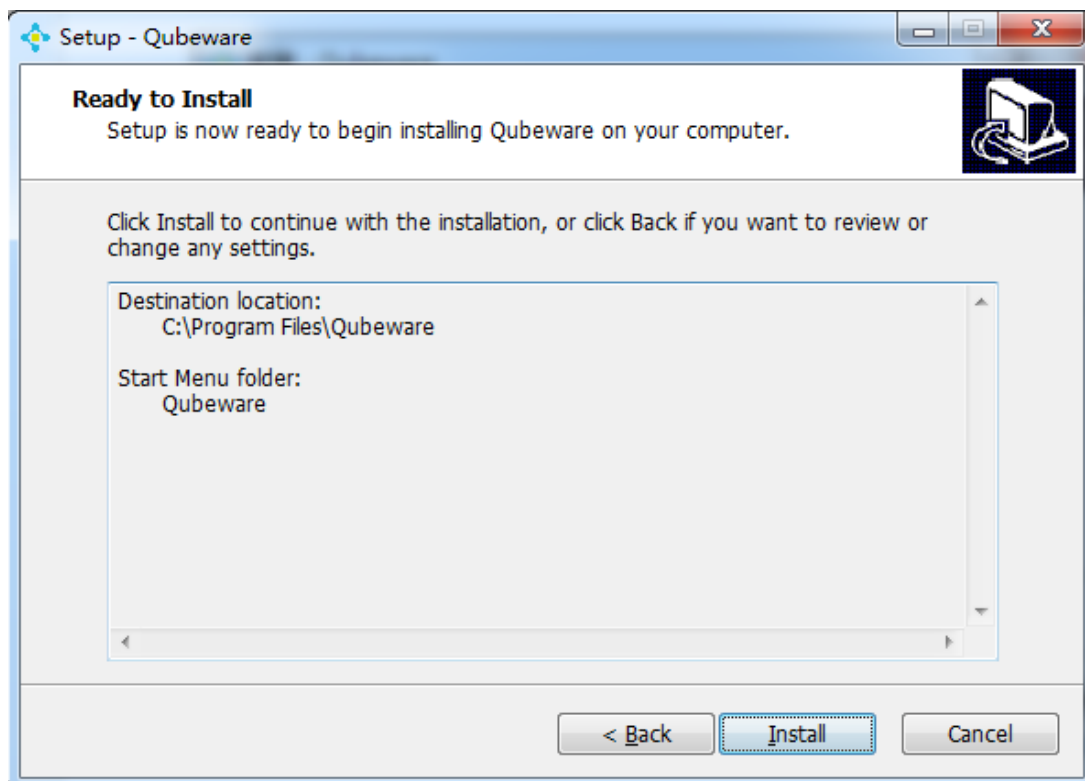 Setup - Qubeware
Ready to Install
Setup is now ready to begin installing Qubeware on your computer.
Click Install to continue with the installation, or click Back if you want to review or
change any settings.
Destination location:
C:\Program Files\Qubeware
Start Menu folder:
Qubeware
< Back
Install
Cancel